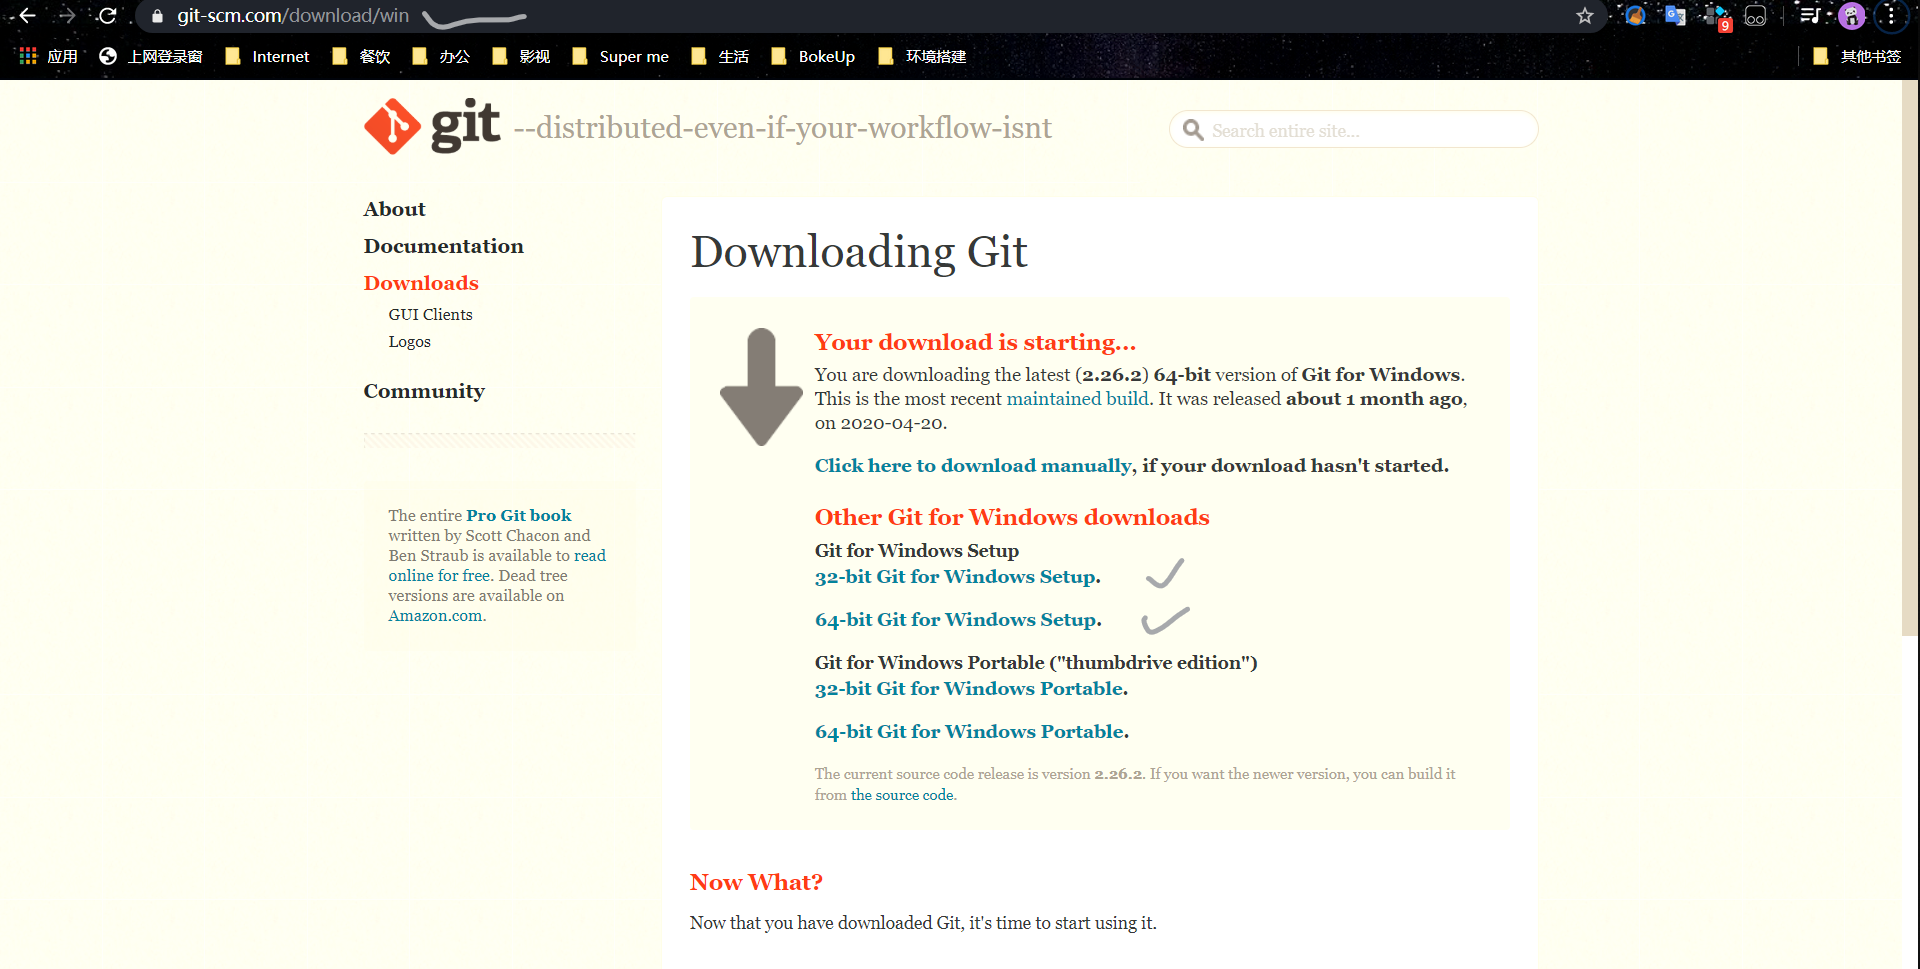 git-scm.com/download/win
9
应用 上网登录窗 Internet 餐饮 办公 影视 Super me 生活 BokeUp 环境搭建 其他书签
git --distributed-even-if-your-workflow-isnt
Search entire site...
About
Documentation
Downloads
GUI Clients
Logos
Community
The entire Pro Git book
written by Scott Chacon and
Ben Straub is available to read
online for free. Dead tree
versions are available on
Amazon.com.
Downloading Git
Your download is starting...
You are downloading the latest (2.26.2) 64-bit version of Git for Windows.
This is the most recent maintained build. It was released about 1 month ago,
on 2020-04-20.
Click here to download manually, if your download hasn't started.
Other Git for Windows downloads
Git for Windows Setup
32-bit Git for Windows Setup.
64-bit Git for Windows Setup.
Git for Windows Portable ("thumbdrive edition")
32-bit Git for Windows Portable.
64-bit Git for Windows Portable.
The current source code release is version 2.26.2. If you want the newer version, you can build it
from the source code.
Now What?
Now that you have downloaded Git, it's time to start using it.